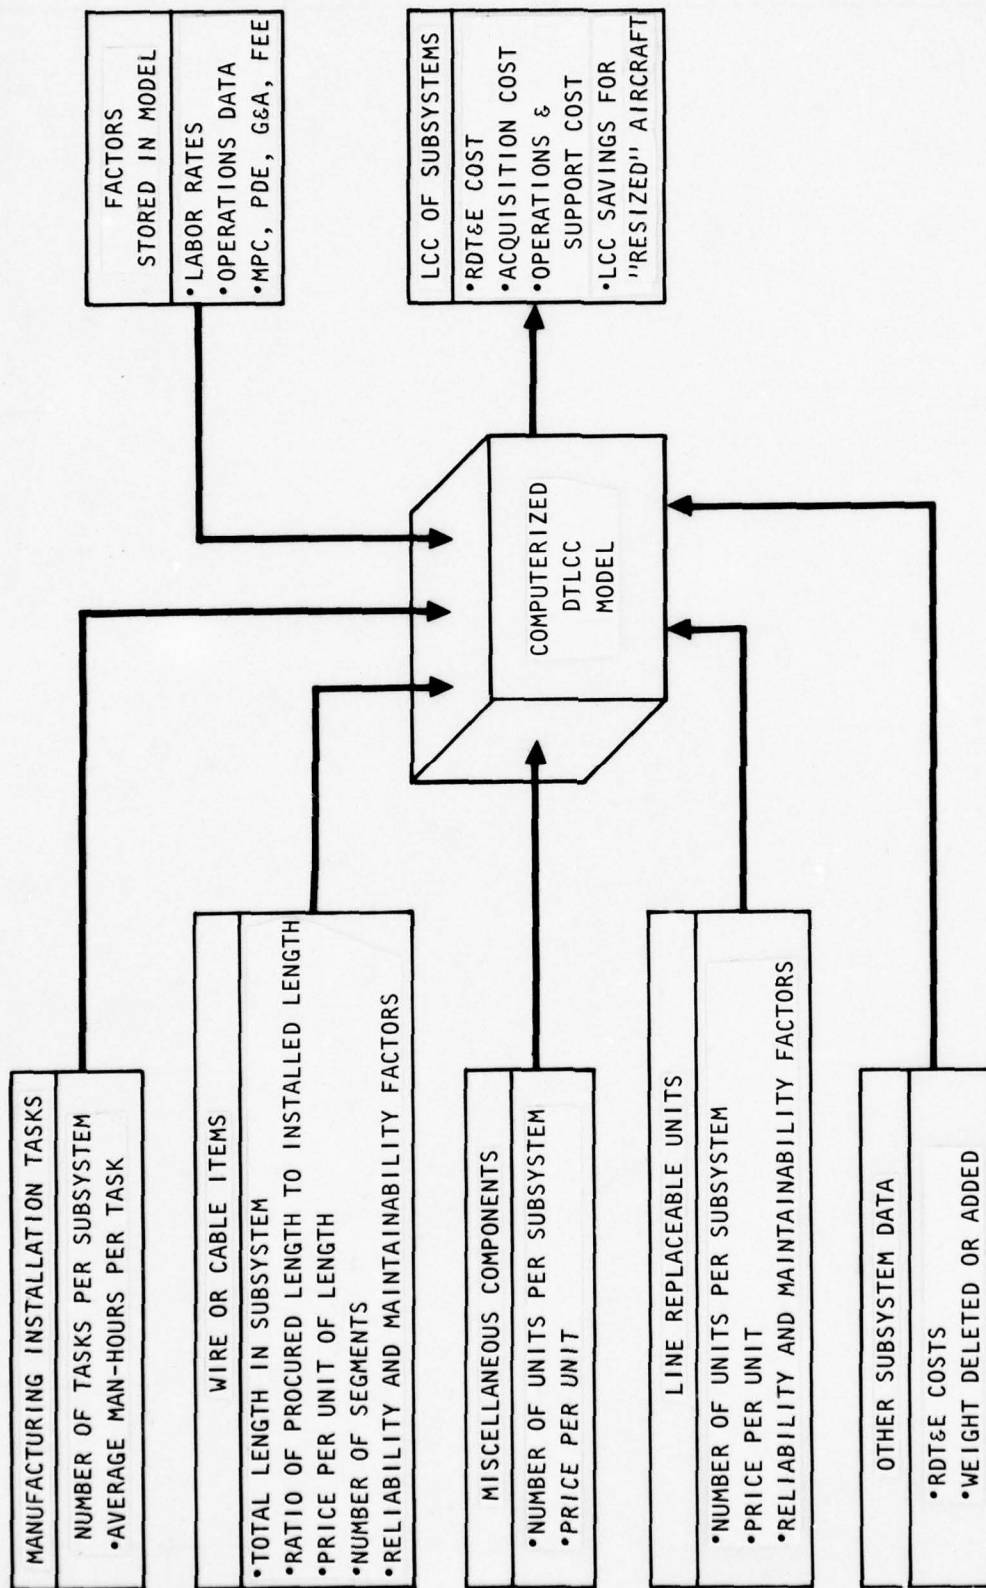 MANUFACTURING INSTALLATION TASKS
NUMBER OF TASKS PER SUBSYSTEM
•AVERAGE MAN-HOURS PER TASK
WIRE OR CABLE ITEMS
•TOTAL LENGTH IN SUBSYSTEM
•RATIO OF PROCURED LENGTH TO INSTALLED LENGTH
•PRICE PER UNIT OF LENGTH
•NUMBER OF SEGMENTS
•RELIABILITY AND MAINTAINABILITY FACTORS
MISCELLANEOUS COMPONENTS
•NUMBER OF UNITS PER SUBSYSTEM
•PRICE PER UNIT
LINE REPLACEABLE UNITS
•NUMBER OF UNITS PER SUBSYSTEM
•PRICE PER UNIT
•RELIABILITY AND MAINTAINABILITY FACTORS
OTHER SUBSYSTEM DATA
•RDT&E COSTS
•WEIGHT DELETED OR ADDED
COMPUTERIZED
DTLCC
MODEL
FACTORS
STORED IN MODEL
•LABOR RATES
•OPERATIONS DATA
•MPC, PDE, G&A, FEE
LCC OF SUBSYSTEMS
•RDT&E COST
•ACQUISITION COST
•OPERATIONS &
SUPPORT COST
•LCC SAVINGS FOR
"RESIZED" AIRCRAFT